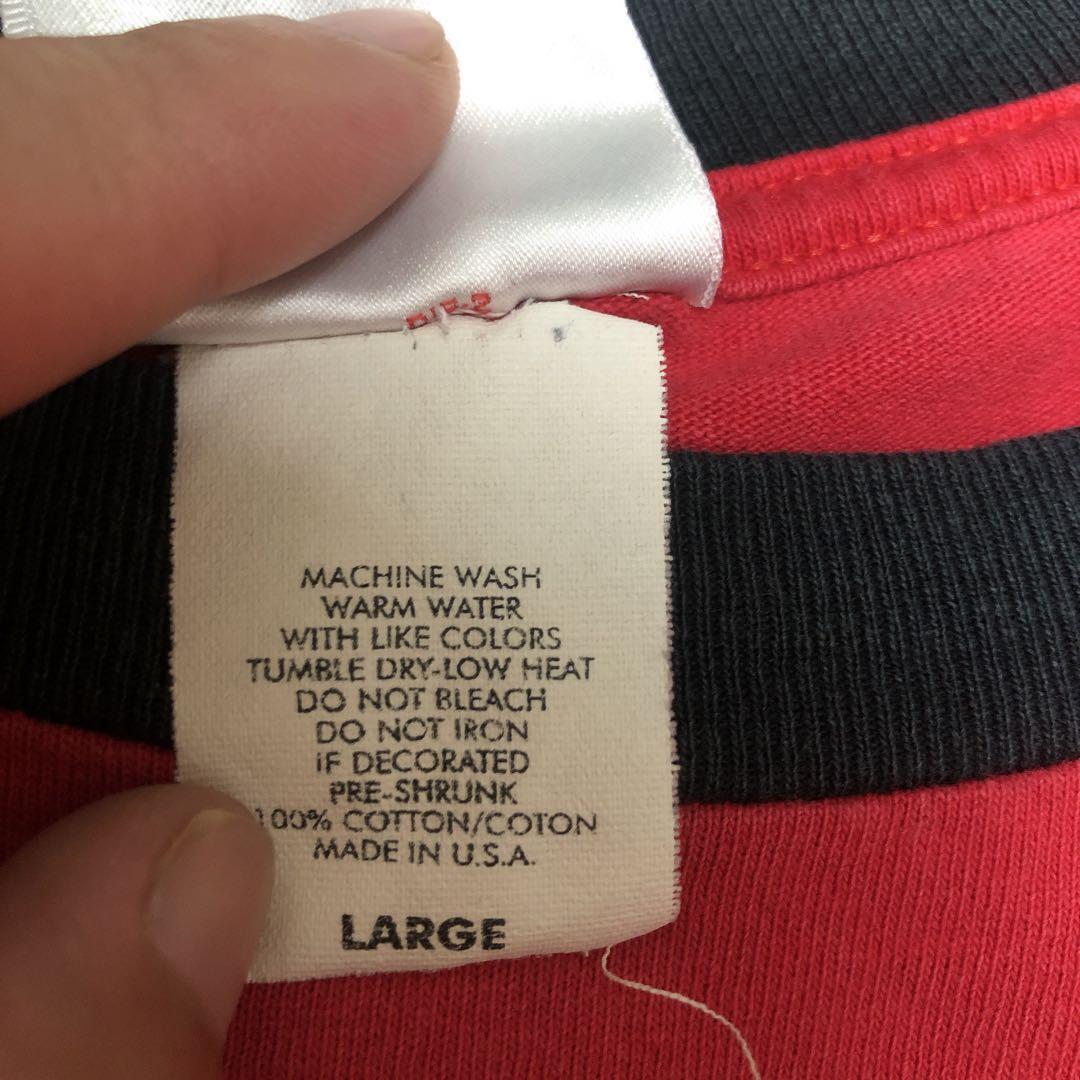 MACHINE WASH
WARM WATER
WITH LIKE COLORS
TUMBLE DRY-LOW HEAT
DO NOT BLEACH
DO NOT IRON
IF DECORATED
PRE-SHRUNK
100% COTTON/COTON
MADE IN U.S.A.
LARGE